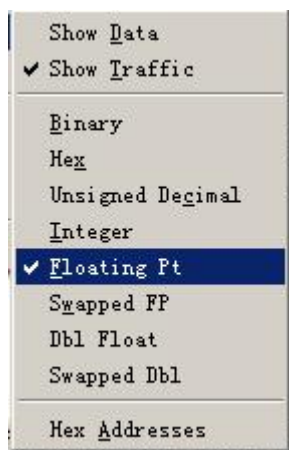 Show Data
Show Traffic
Binary
Hex
Unsigned Decimal
Integer
Floating Pt
Swapped FP
Dbl Float
Swapped Dbl
Hex Addresses